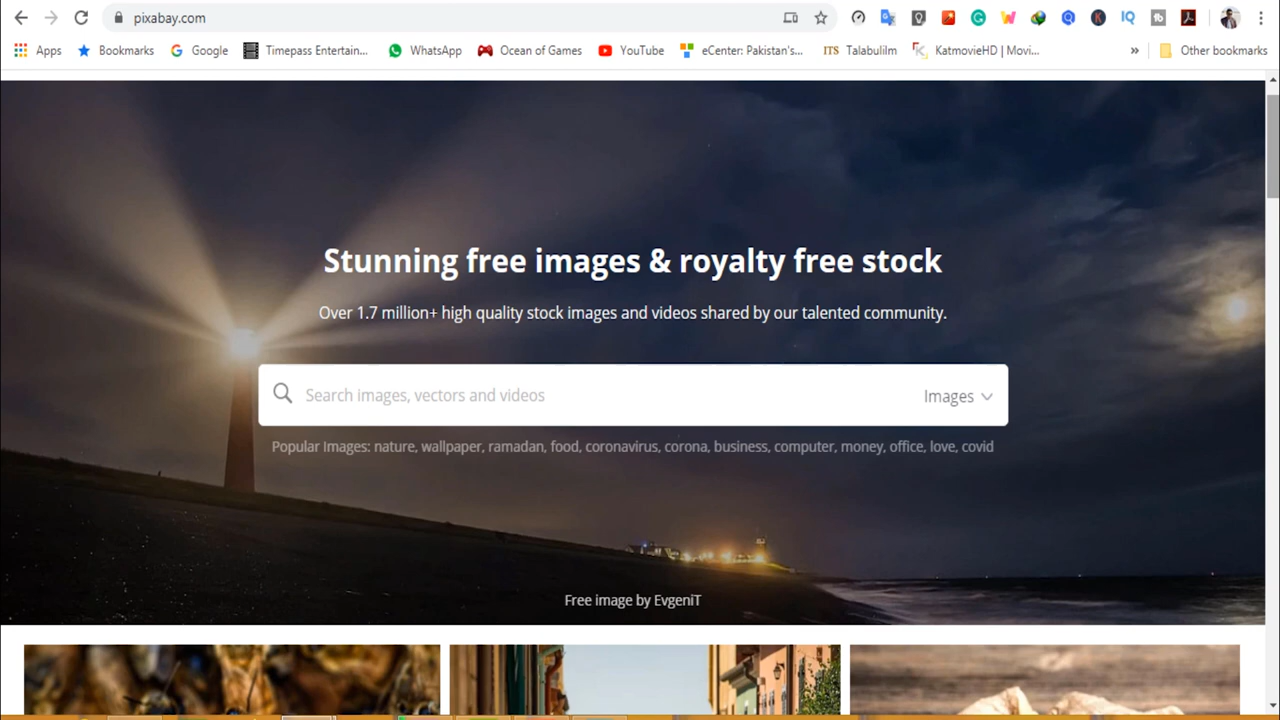 pixabay.com
Apps Bookmarks Google Timepass Entertain... WhatsApp Ocean of Games YouTube eCenter: Pakistan's... ITS Talabulilm KatmovieHD | Movi... » Other bookmarks
Stunning free images & royalty free stock
Over 1.7 million+ high quality stock images and videos shared by our talented community.
Search images, vectors and videos Images
Popular Images: nature, wallpaper, ramadan, food, coronavirus, corona, business, computer, money, office, love, covid
Free image by EvgeniT